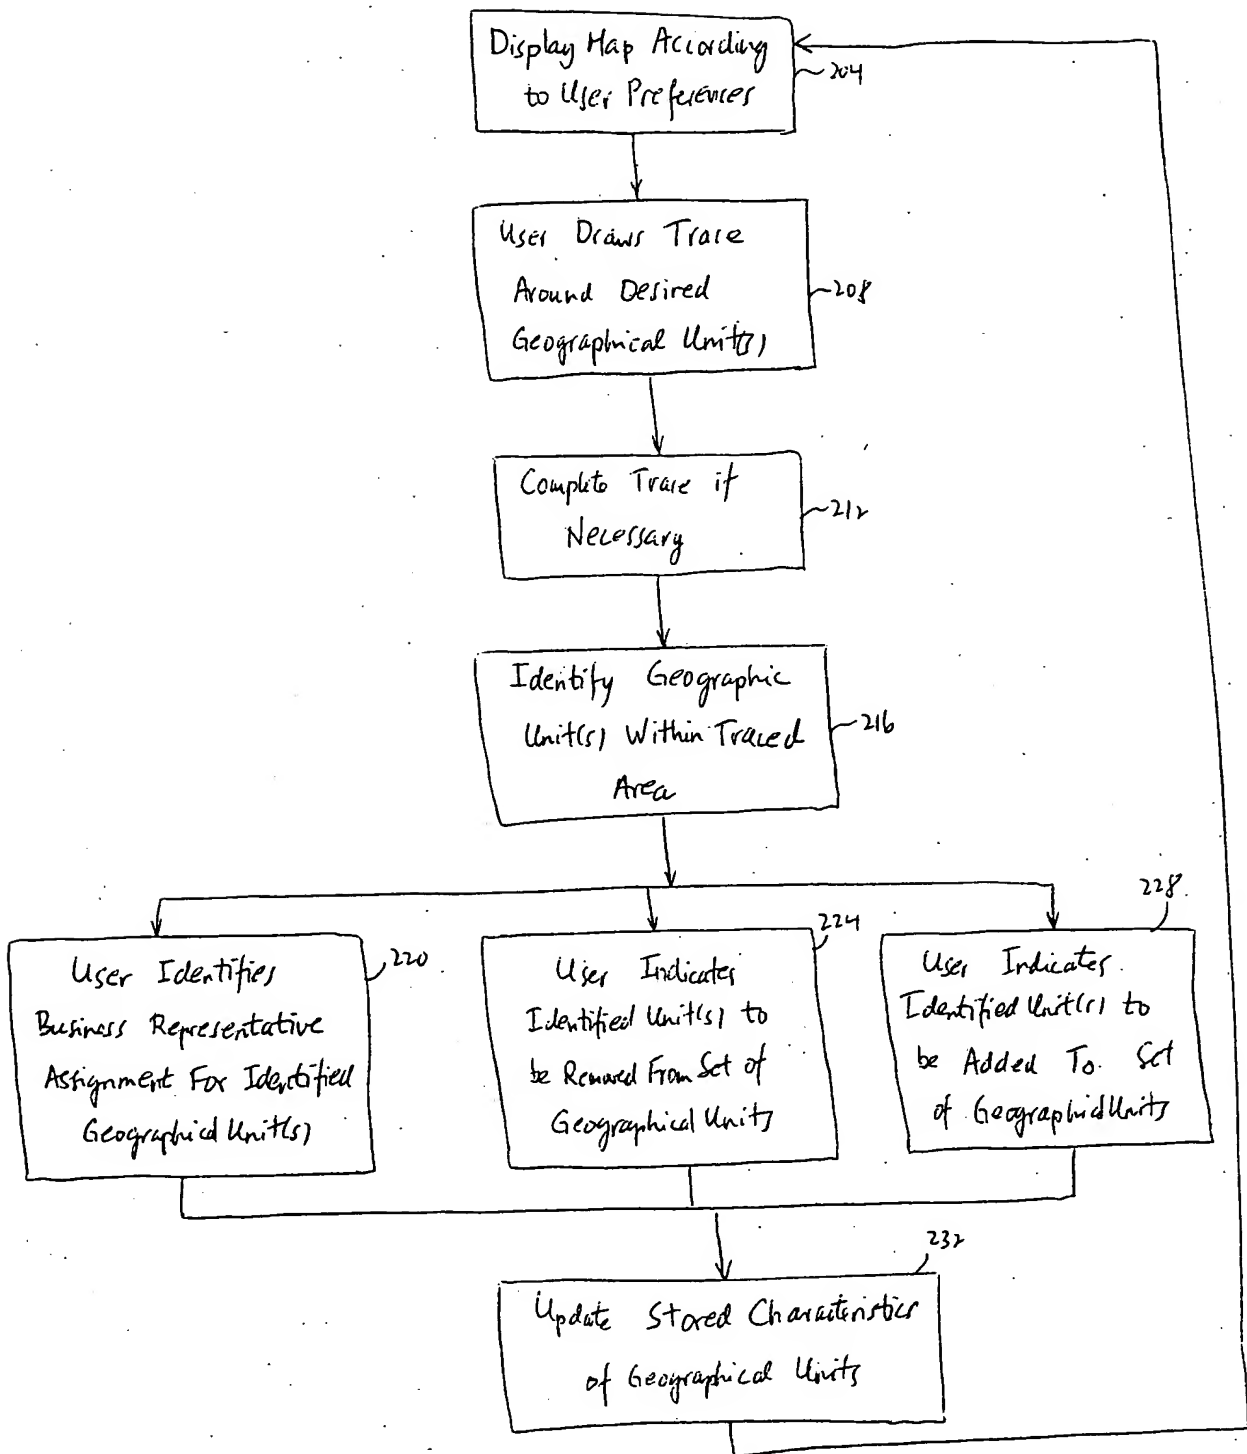 Display Map According
to User Preferences
204
User Draws Trace
Around Desired
Geographical Unit(s)
208
Complete Trace if
Necessary
212
Identify Geographic
Unit(s) Within Traced
Area
216
User Identifies
Business Representative
Assignment For Identified
Geographical Unit(s)
220
User Indicates
Identified Unit(s) to
be Removed From Set of
Geographical Units
224
User Indicates
Identified Unit(s) to
be Added To Set
of Geographical Units
228
Update Stored Characteristics
of Geographical Units
232